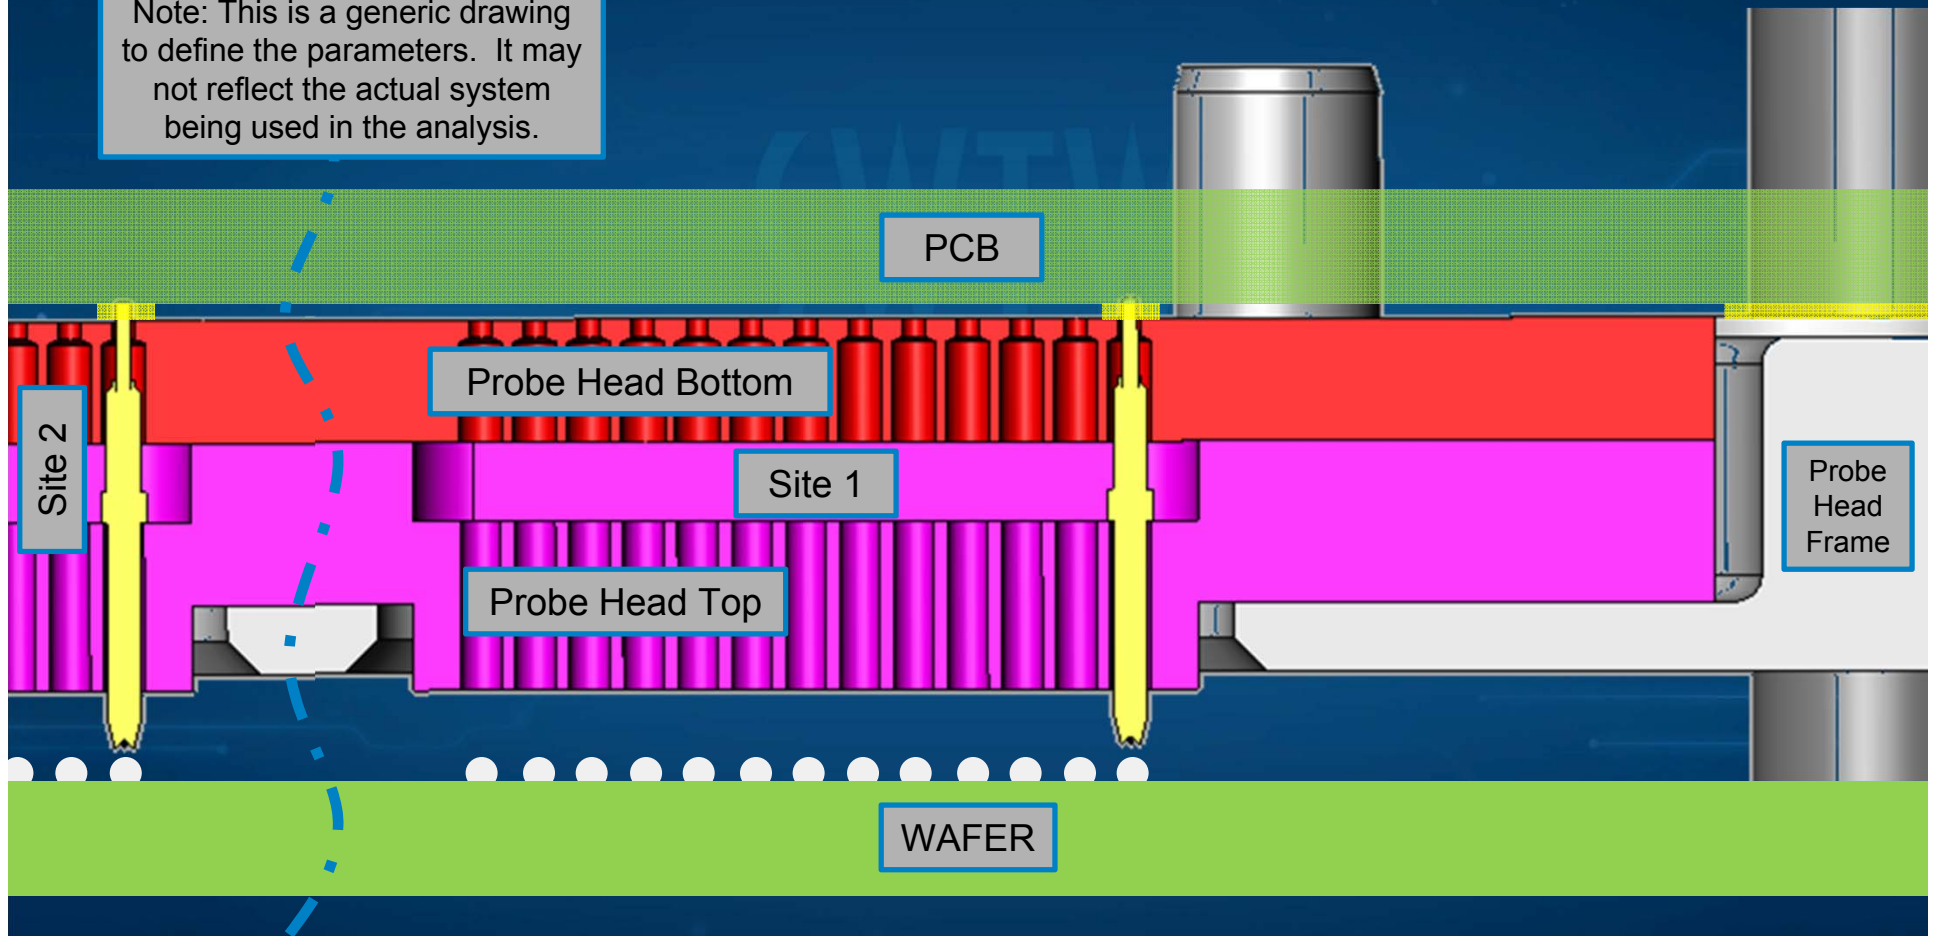 Note: This is a generic drawing
to define the parameters.  It may
not reflect the actual system
being used in the analysis.
PCB
Probe Head Bottom
Site 2
Site 1
Probe
Head
Frame
Probe Head Top
WAFER